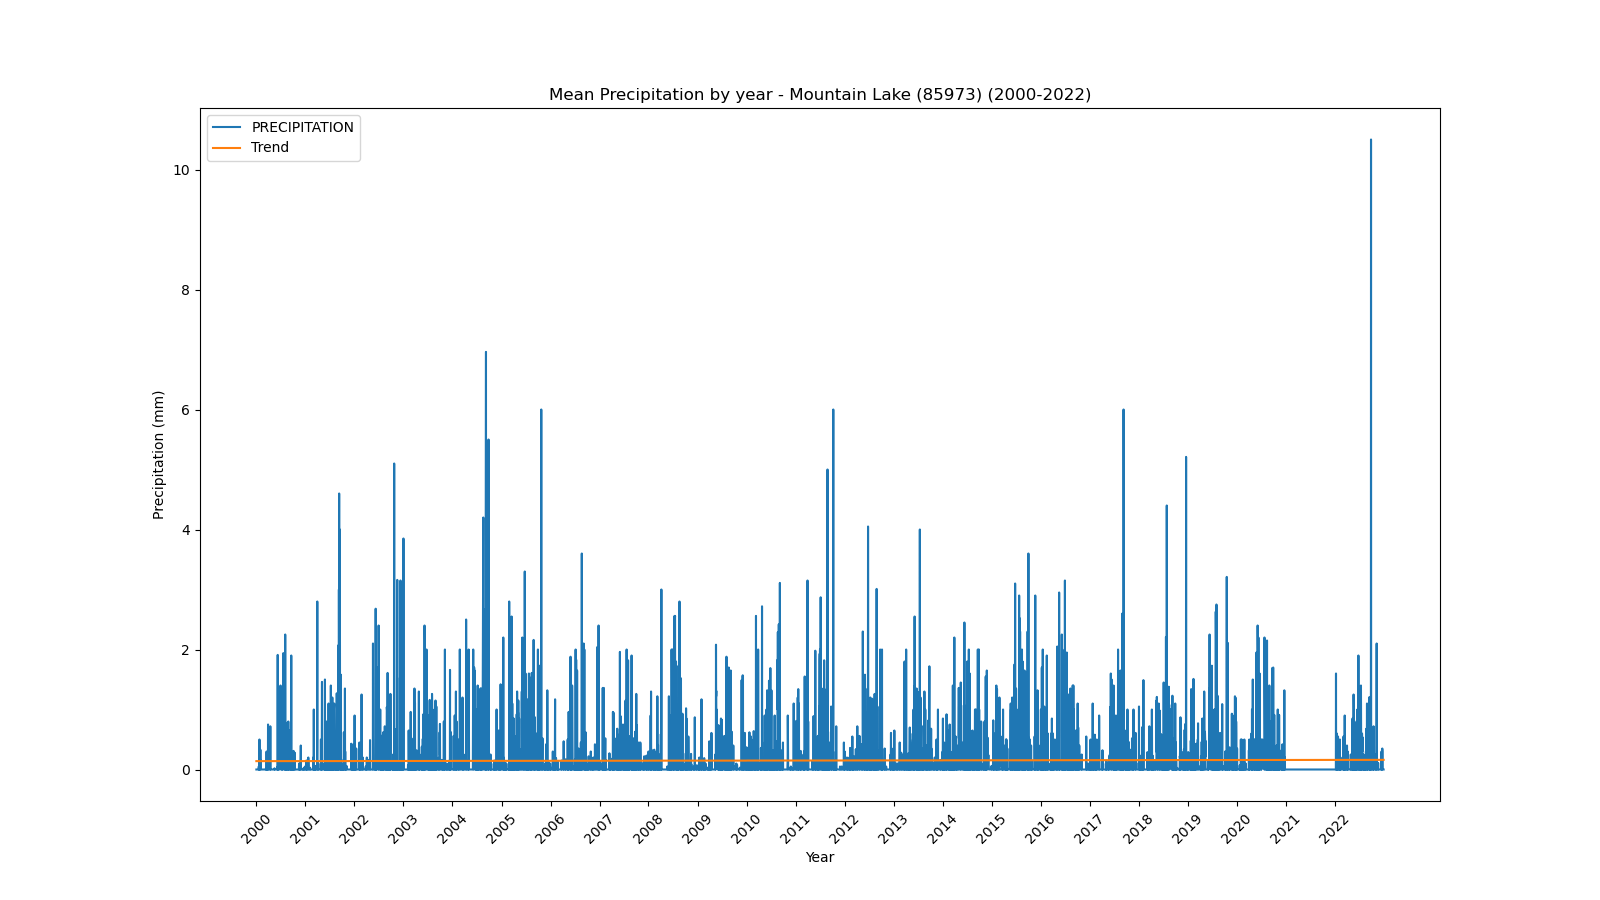 Mean Precipitation by year - Mountain Lake (85973) (2000-2022)
PRECIPITATION
Trend
Precipitation (mm)
10
8
6
4
2
0
2000 2001 2002 2003 2004 2005 2006 2007 2008 2009 2010 2011 2012 2013 2014 2015 2016 2017 2018 2019 2020 2021 2022
Year